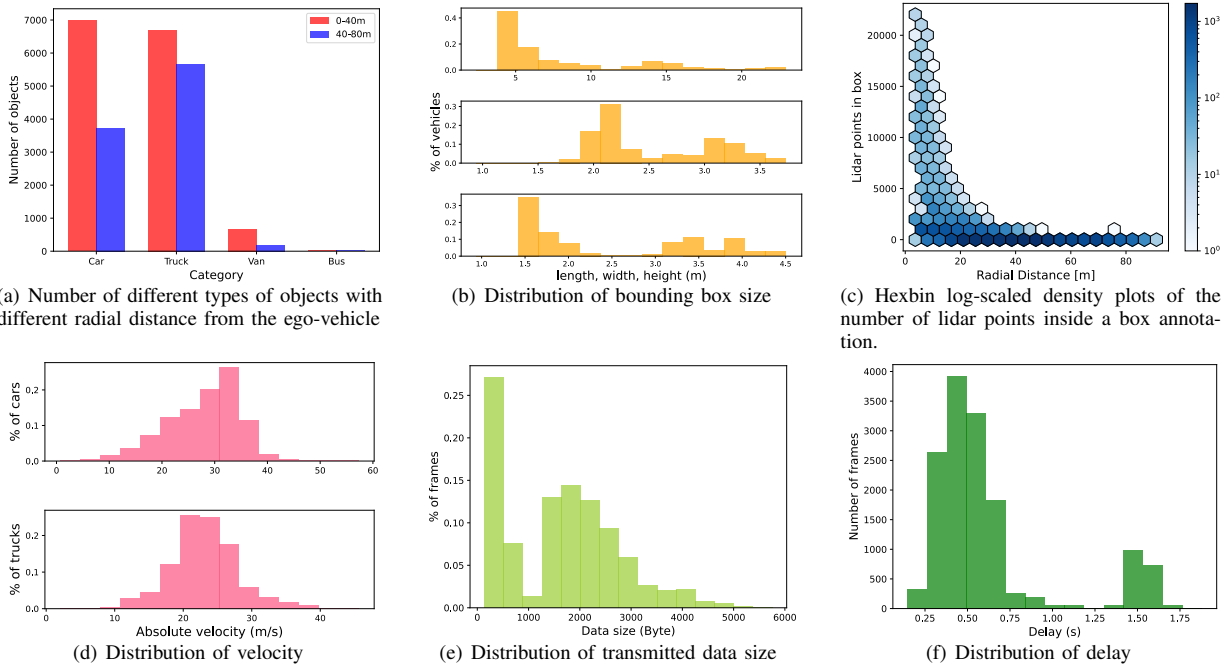 7000
6000
5000
4000
3000
2000
1000
0
Number of objects
0-40m
40-80m
Car Truck Van Bus
Category
(a) Number of different types of objects with
different radial distance from the ego-vehicle
0.4
0.2
0.0
5 10 15 20
% of vehicles
0.3
0.2
0.1
0.0
1.0 1.5 2.0 2.5 3.0 3.5
0.3
0.2
0.1
0.0
1.0 1.5 2.0 2.5 3.0 3.5 4.0 4.5
length, width, height (m)
(b) Distribution of bounding box size
20000
15000
10000
5000
0
Lidar points in box
0 20 40 60 80
Radial Distance [m]
10³
10²
10¹
10⁰
(c) Hexbin log-scaled density plots of the
number of lidar points inside a box annota-
tion.
% of cars
0.2
0.1
0.0
0 10 20 30 40 50 60
% of trucks
0.2
0.1
0.0
0 10 20 30 40
Absolute velocity (m/s)
(d) Distribution of velocity
% of frames
0.25
0.20
0.15
0.10
0.05
0.00
0 1000 2000 3000 4000 5000 6000
Data size (Byte)
(e) Distribution of transmitted data size
Number of frames
4000
3500
3000
2500
2000
1500
1000
500
0
0.25 0.50 0.75 1.00 1.25 1.50 1.75
Delay (s)
(f) Distribution of delay